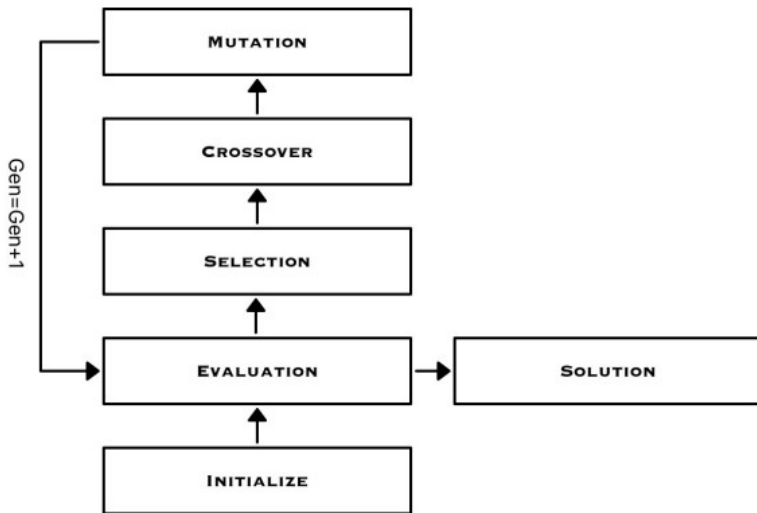 MUTATION
CROSSOVER
Gen=Gen+1
SELECTION
EVALUATION
SOLUTION
INITIALIZE